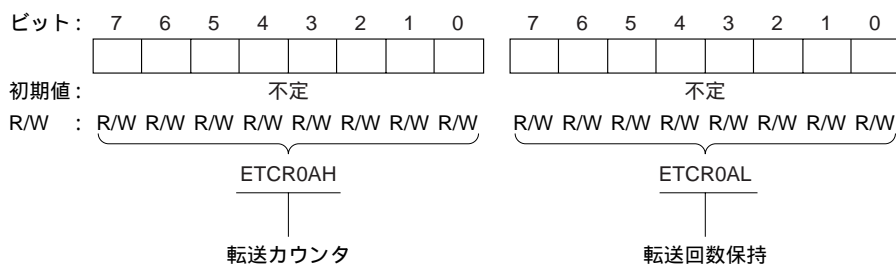 ビット : 7 6 5 4 3 2 1 0 7 6 5 4 3 2 1 0
初期値 : 不定 不定
R/W : R/W R/W R/W R/W R/W R/W R/W R/W R/W R/W R/W R/W R/W R/W R/W R/W
ETCR0AH ETCR0AL
転送カウンタ 転送回数保持